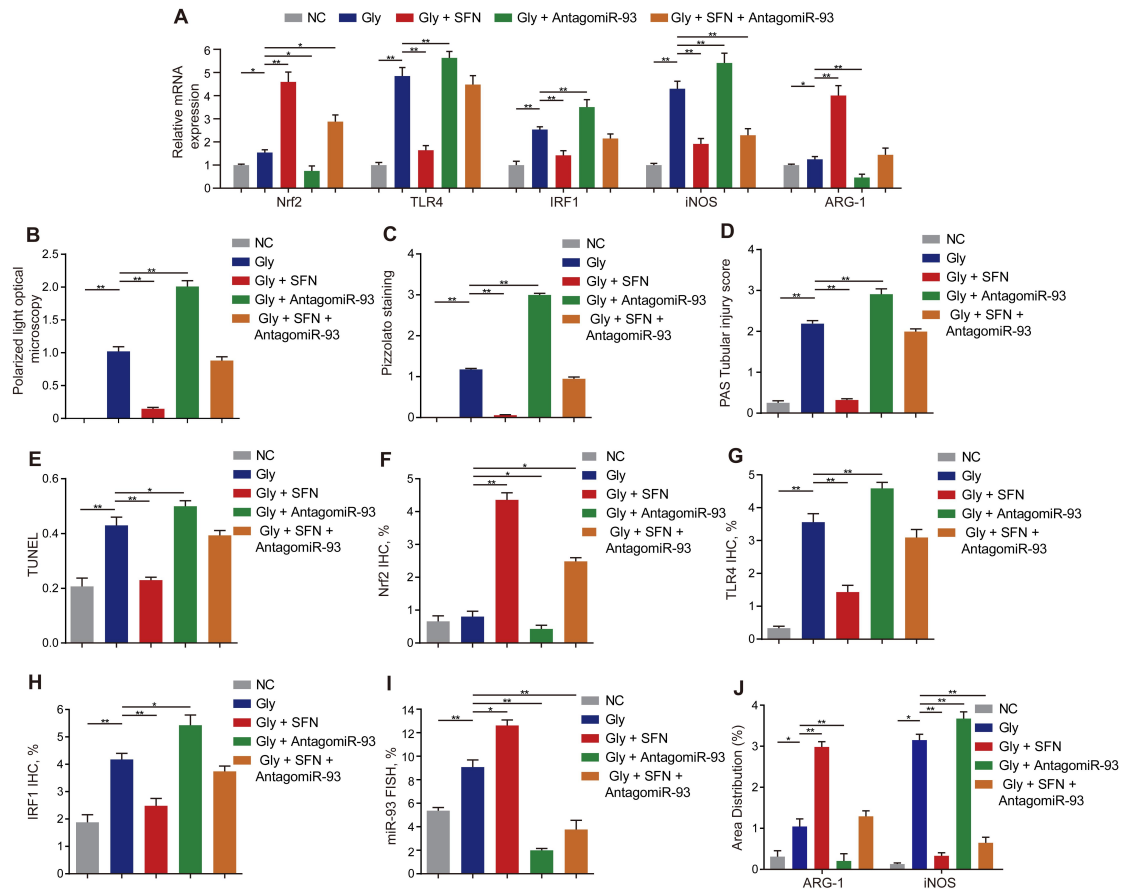 A
NC Gly Gly + SFN Gly + AntagomiR-93 Gly + SFN + AntagomiR-93
Relative mRNA
expression
6
5
4
3
2
1
0
* ** * *
** ** **
** ** **
** ** ** **
* ** **
Nrf2 TLR4 IRF1 iNOS ARG-1
B
Polarized light optical
microscopy
2.5
2.0
1.5
1.0
0.5
0.0
** ** **
NC
Gly
Gly + SFN
Gly + AntagomiR-93
Gly + SFN +
AntagomiR-93
C
Pizzolato staining
4
3
2
1
0
** ** **
NC
Gly
Gly + SFN
Gly + AntagomiR-93
Gly + SFN +
AntagomiR-93
D
PAS Tubular injury score
4
3
2
1
0
** ** **
NC
Gly
Gly + SFN
Gly + AntagomiR-93
Gly + SFN +
AntagomiR-93
E
TUNEL
0.6
0.4
0.2
0.0
** ** *
NC
Gly
Gly + SFN
Gly + AntagomiR-93
Gly + SFN +
AntagomiR-93
F
Nrf2 IHC, %
5
4
3
2
1
0
** * *
NC
Gly
Gly + SFN
Gly + AntagomiR-93
Gly + SFN +
AntagomiR-93
G
TLR4 IHC, %
5
4
3
2
1
0
** ** **
NC
Gly
Gly + SFN
Gly + AntagomiR-93
Gly + SFN +
AntagomiR-93
H
IRF1 IHC, %
6
5
4
3
2
1
0
** ** *
NC
Gly
Gly + SFN
Gly + AntagomiR-93
Gly + SFN +
AntagomiR-93
I
miR-93 FISH, %
14
12
10
8
6
4
2
0
** * ** **
NC
Gly
Gly + SFN
Gly + AntagomiR-93
Gly + SFN +
AntagomiR-93
J
Area Distribution (%)
4
3
2
1
0
* ** **
* ** ** **
ARG-1 iNOS
NC
Gly
Gly + SFN
Gly + AntagomiR-93
Gly + SFN +
AntagomiR-93